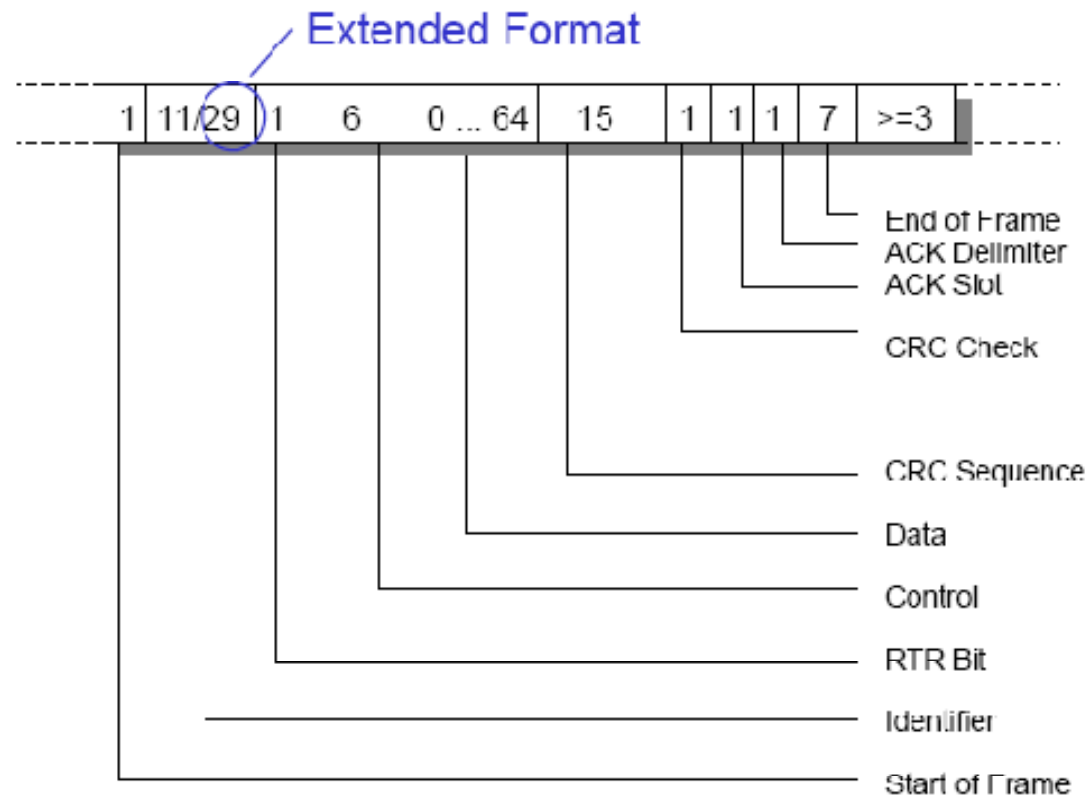 Extended Format
1 11/29 1 6 0 ... 64 15 1 1 1 7 >=3
End of Frame
ACK Delimiter
ACK Slot
CRC Check
CRC Sequence
Data
Control
RTR Bit
Identifier
Start of Frame